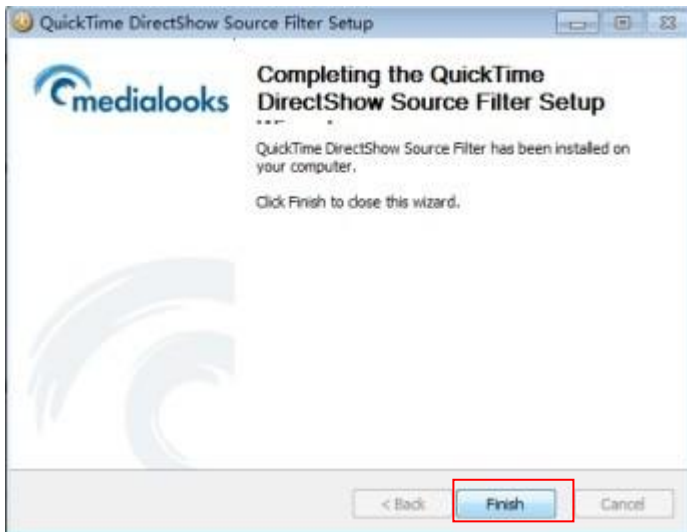 QuickTime DirectShow Source Filter Setup
medialooks
Completing the QuickTime
DirectShow Source Filter Setup
QuickTime DirectShow Source Filter has been installed on
your computer.
Click Finish to close this wizard.
< Back
Finish
Cancel